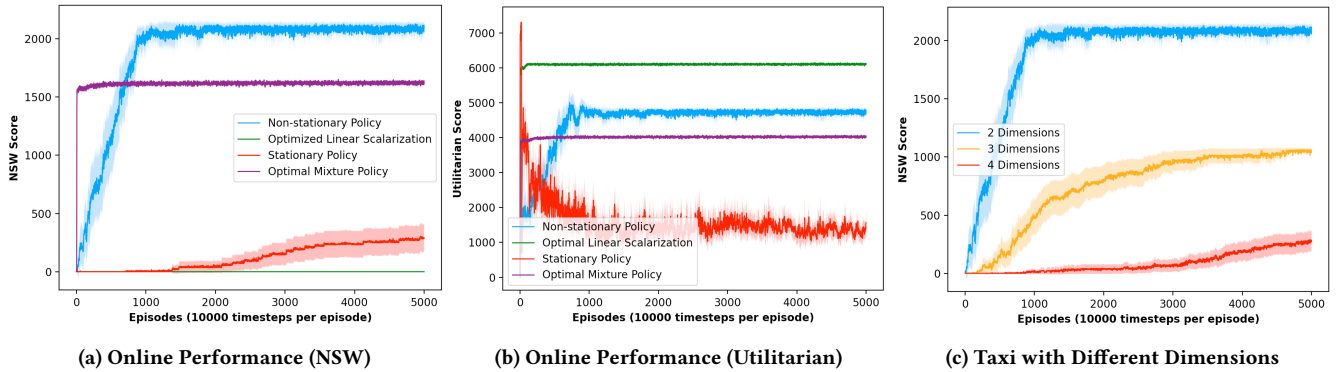 2000
1500
1000
500
0
NSW Score
Non-stationary Policy
Optimized Linear Scalarization
Stationary Policy
Optimal Mixture Policy
0 1000 2000 3000 4000 5000
Episodes (10000 timesteps per episode)
(a) Online Performance (NSW)
7000
6000
5000
4000
3000
2000
1000
0
Utilitarian Score
Non-stationary Policy
Optimal Linear Scalarization
Stationary Policy
Optimal Mixture Policy
0 1000 2000 3000 4000 5000
Episodes (10000 timesteps per episode)
(b) Online Performance (Utilitarian)
2000
1500
1000
500
0
NSW Score
2 Dimensions
3 Dimensions
4 Dimensions
0 1000 2000 3000 4000 5000
Episodes (10000 timesteps per episode)
(c) Taxi with Different Dimensions